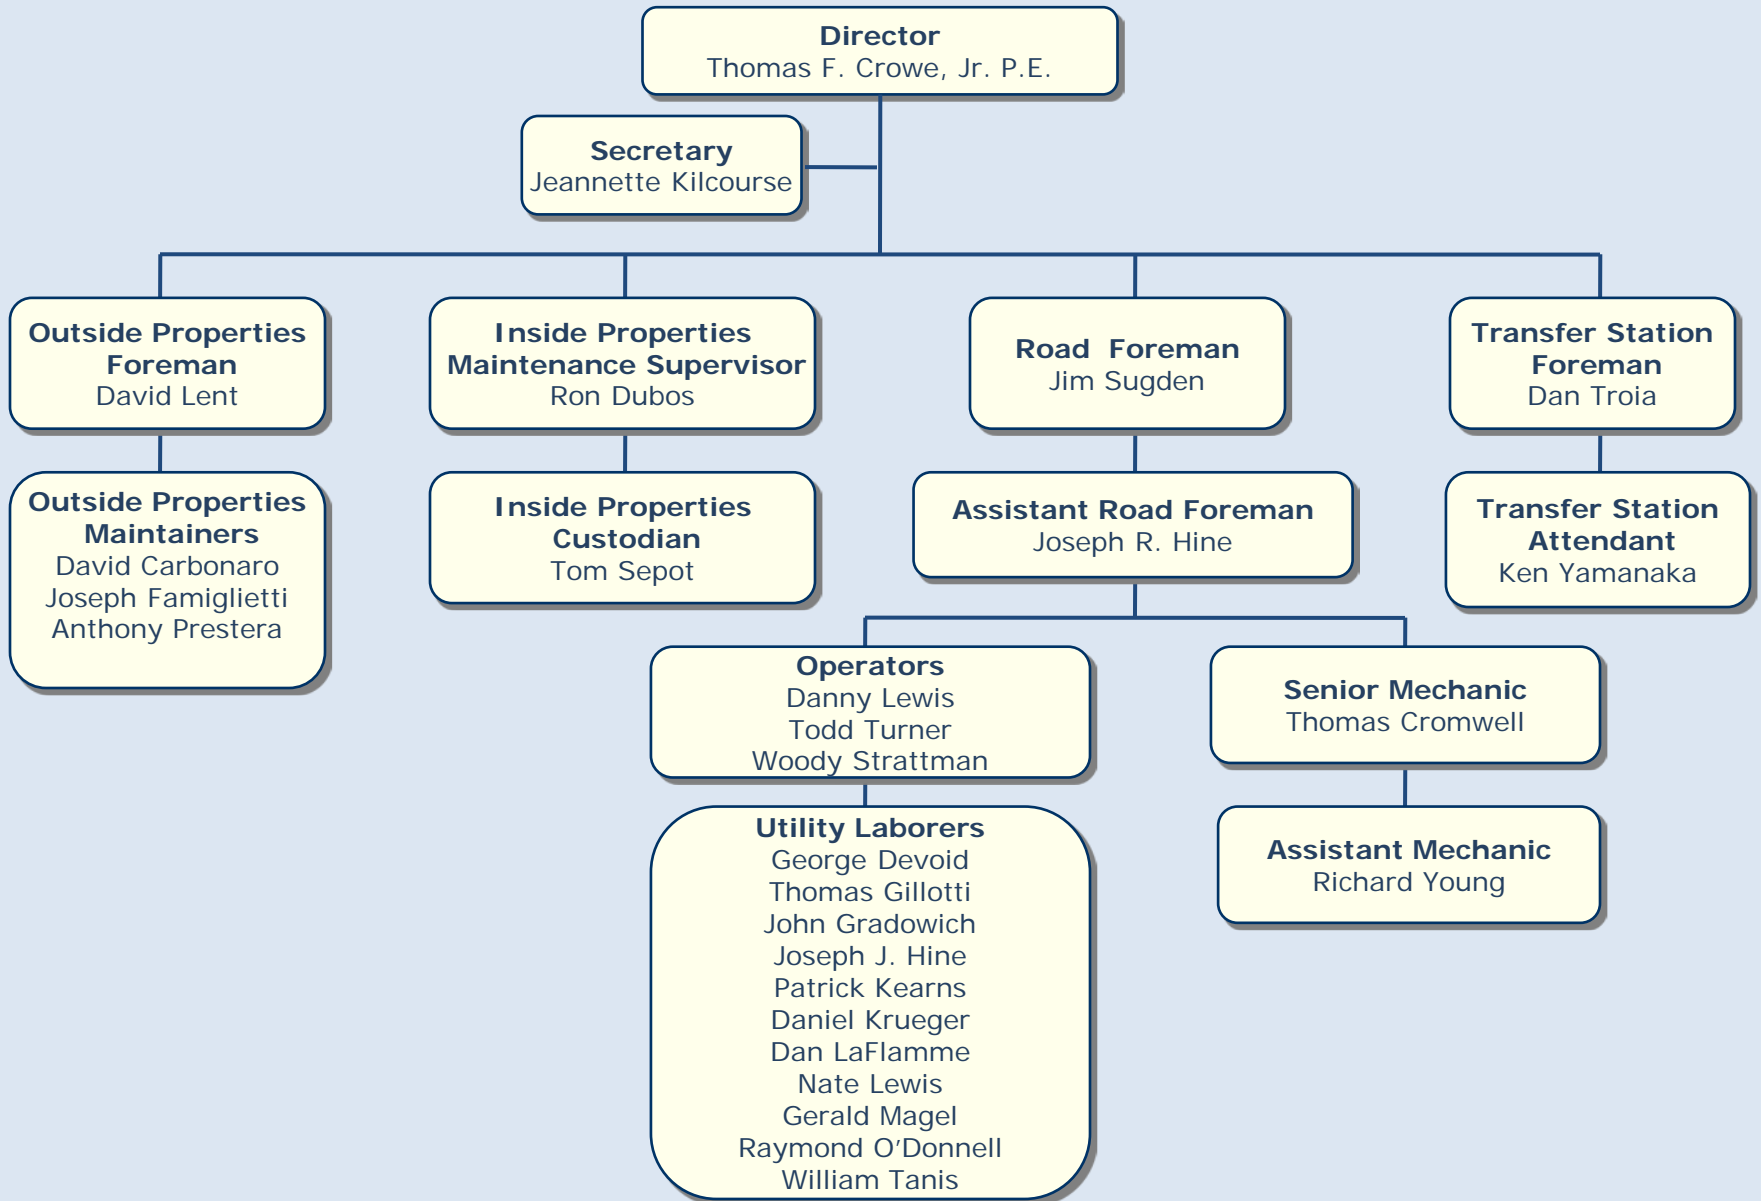 Director
Thomas F. Crowe, Jr. P.E.
Secretary
Jeannette Kilcourse
Outside Properties
Foreman
David Lent
Inside Properties
Maintenance Supervisor
Ron Dubos
Road Foreman
Jim Sugden
Transfer Station
Foreman
Dan Troia
Outside Properties
Maintainers
David Carbonaro
Joseph Famiglietti
Anthony Prestera
Inside Properties
Custodian
Tom Sepot
Assistant Road Foreman
Joseph R. Hine
Transfer Station
Attendant
Ken Yamanaka
Operators
Danny Lewis
Todd Turner
Woody Strattman
Senior Mechanic
Thomas Cromwell
Utility Laborers
George Devoid
Thomas Gillotti
John Gradowich
Joseph J. Hine
Patrick Kearns
Daniel Krueger
Dan LaFlamme
Nate Lewis
Gerald Magel
Raymond O’Donnell
William Tanis
Assistant Mechanic
Richard Young